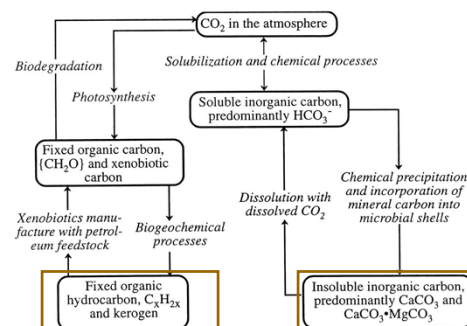 CO₂ in the atmosphere
Biodegradation
Solubilization and chemical processes
Photosynthesis
Soluble inorganic carbon,
predominantly HCO₃⁻
Fixed organic carbon,
{CH₂O} and xenobiotic
carbon
Chemical precipitation
and incorporation of
mineral carbon into
microbial shells
Dissolution with
dissolved CO₂
Xenobiotics manu-
facture with petrol-
eum feedstock
Biogeochemical
processes
Fixed organic
hydrocarbon, CₓH₂ₓ
and kerogen
Insoluble inorganic carbon,
predominantly CaCO₃ and
CaCO₃•MgCO₃